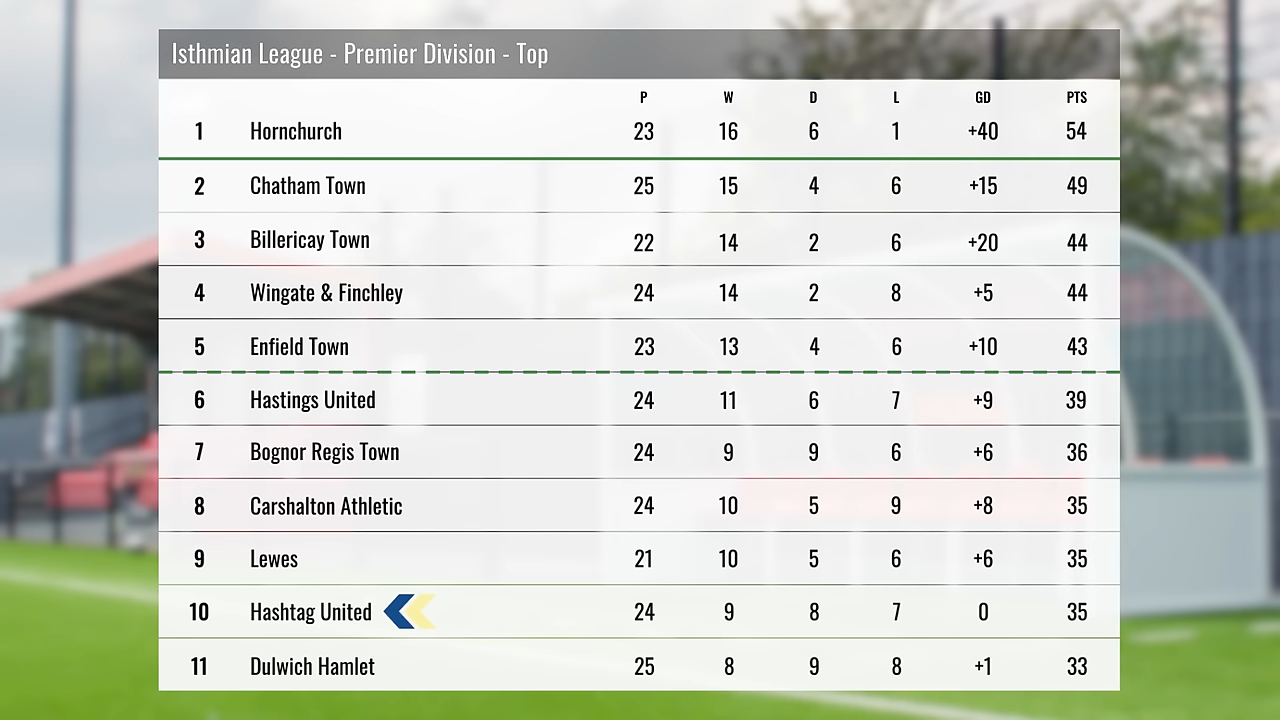 Isthmian League - Premier Division - Top
P W D L GD PTS
1 Hornchurch 23 16 6 1 +40 54
2 Chatham Town 25 15 4 6 +15 49
3 Billericay Town 22 14 2 6 +20 44
4 Wingate & Finchley 24 14 2 8 +5 44
5 Enfield Town 23 13 4 6 +10 43
6 Hastings United 24 11 6 7 +9 39
7 Bognor Regis Town 24 9 9 6 +6 36
8 Carshalton Athletic 24 10 5 9 +8 35
9 Lewes 21 10 5 6 +6 35
10 Hashtag United 24 9 8 7 0 35
11 Dulwich Hamlet 25 8 9 8 +1 33